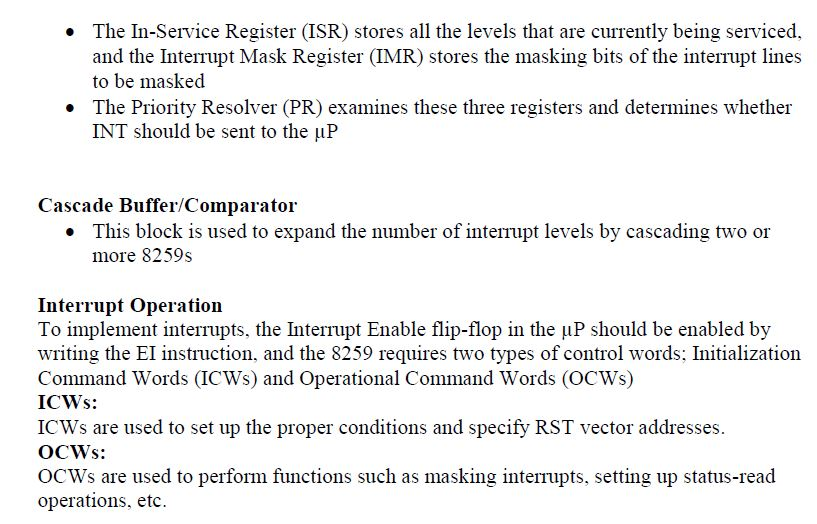 • The In-Service Register (ISR) stores all the levels that are currently being serviced,
and the Interrupt Mask Register (IMR) stores the masking bits of the interrupt lines
to be masked
• The Priority Resolver (PR) examines these three registers and determines whether
INT should be sent to the µP
Cascade Buffer/Comparator
• This block is used to expand the number of interrupt levels by cascading two or
more 8259s
Interrupt Operation
To implement interrupts, the Interrupt Enable flip-flop in the µP should be enabled by
writing the EI instruction, and the 8259 requires two types of control words; Initialization
Command Words (ICWs) and Operational Command Words (OCWs)
ICWs:
ICWs are used to set up the proper conditions and specify RST vector addresses.
OCWs:
OCWs are used to perform functions such as masking interrupts, setting up status-read
operations, etc.